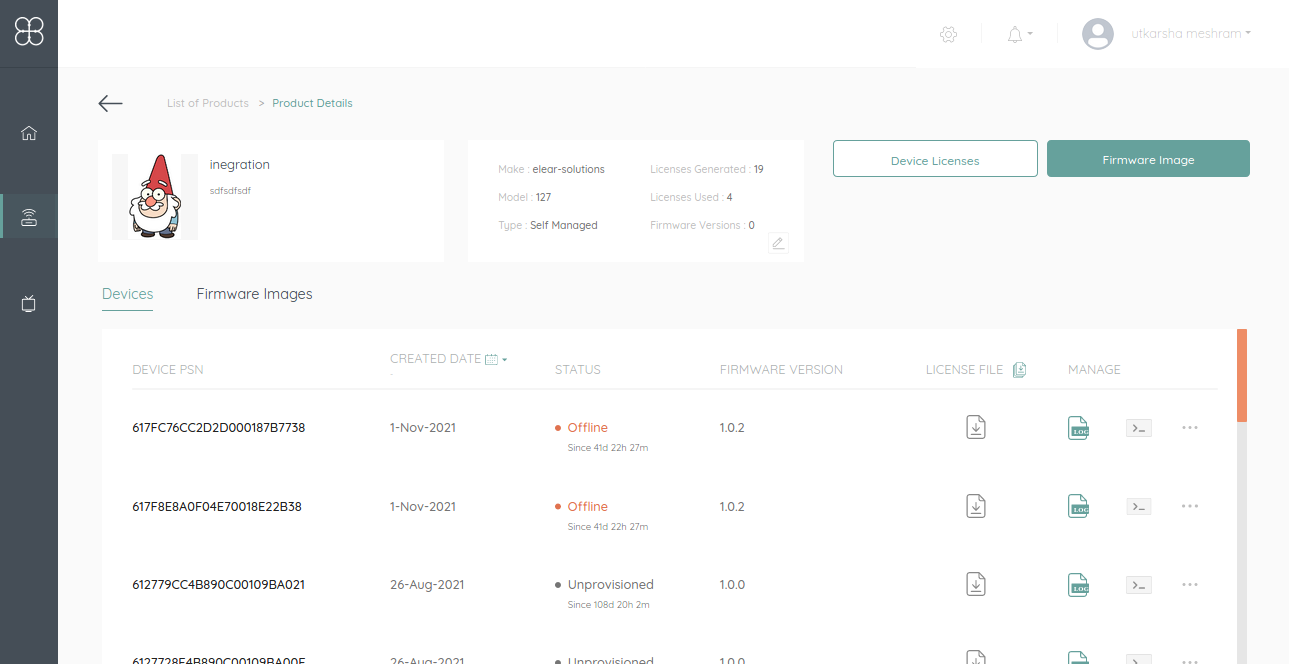 utkarsha meshram
List of Products > Product Details
inegration
sdfsdfsdf
Make : elear-solutions
Licenses Generated : 19
Model : 127
Licenses Used : 4
Type : Self Managed
Firmware Versions : 0
Device Licenses
Firmware Image
Devices
Firmware Images
DEVICE PSN
CREATED DATE
-
STATUS
FIRMWARE VERSION
LICENSE FILE
MANAGE
617FC76CC2D2D000187B7738
1-Nov-2021
Offline
Since 41d 22h 27m
1.0.2
LOG
>_
617F8E8A0F04E70018E22B38
1-Nov-2021
Offline
Since 41d 22h 27m
1.0.2
LOG
>_
612779CC4B890C00109BA021
26-Aug-2021
Unprovisioned
Since 108d 20h 2m
1.0.0
LOG
>_
6127728F4B890C00109BA00F
26-Aug-2021
Unprovisioned
1.0.0